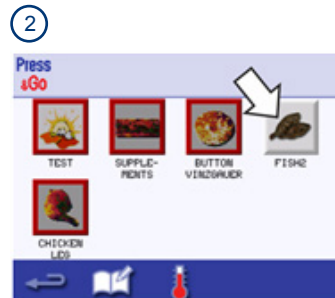 2
Press
&Go
TEST
SUPPLE-
MENTS
BUTTON
VINZGAUER
FISH2
CHICKEN
LEG